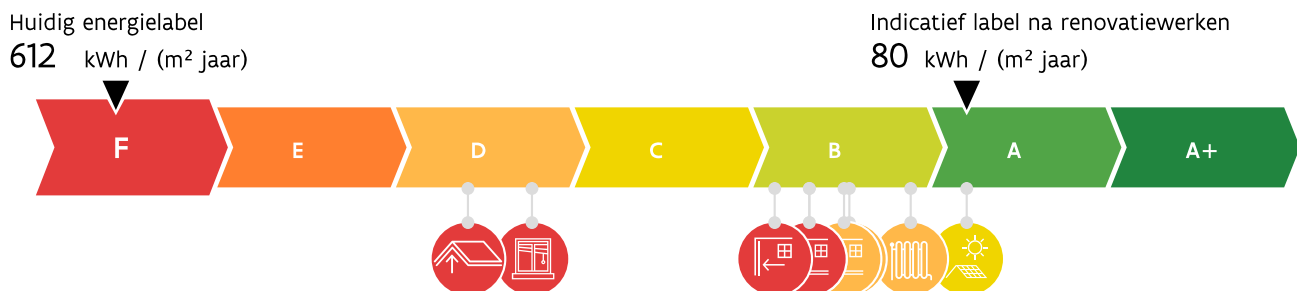 Huidig energielabel
612 kWh / (m² jaar)
Indicatief label na renovatiewerken
80 kWh / (m² jaar)
F E D C B A A+